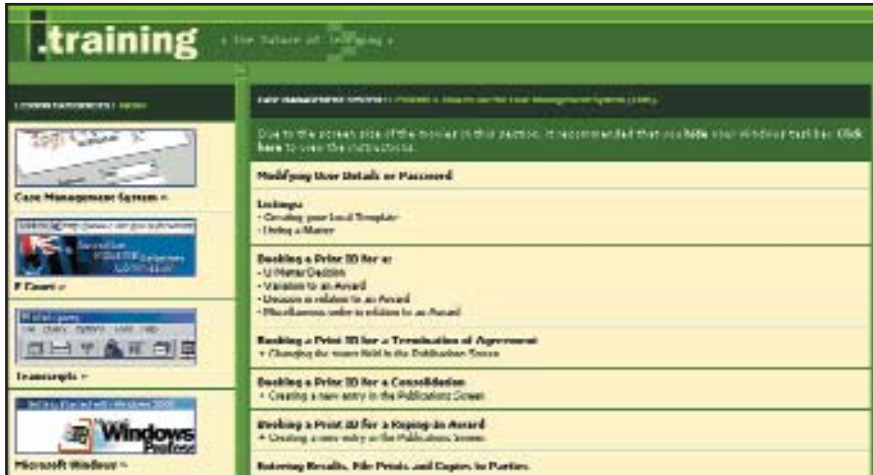 i.training
• the future of learning •
Due to the screen size of the movies in this section, it recommended that you hide your windows taskbar. Click
here to view the instructions.
Case Management System »
E Court »
Transcripts »
Windows
Microsoft Windows »
Modifying User Details or Password
Listings:
- Creating your Local Template
- Listing a Matter
Booking a Print ID for a:
- U Matter Decision
- Variation to an Award
- Decision in relation to an Award
- Miscellaneous order in relation to an Award
Booking a Print ID for a Termination of Agreement
+ Changing the matter field in the Publications Screen
Booking a Print ID for a Consolidation
+ Creating a new entry in the Publications Screen
Booking a Print ID for a Roping-In Award
+ Creating a new entry in the Publications Screen
Entering Results, File Prints and Copies to Parties